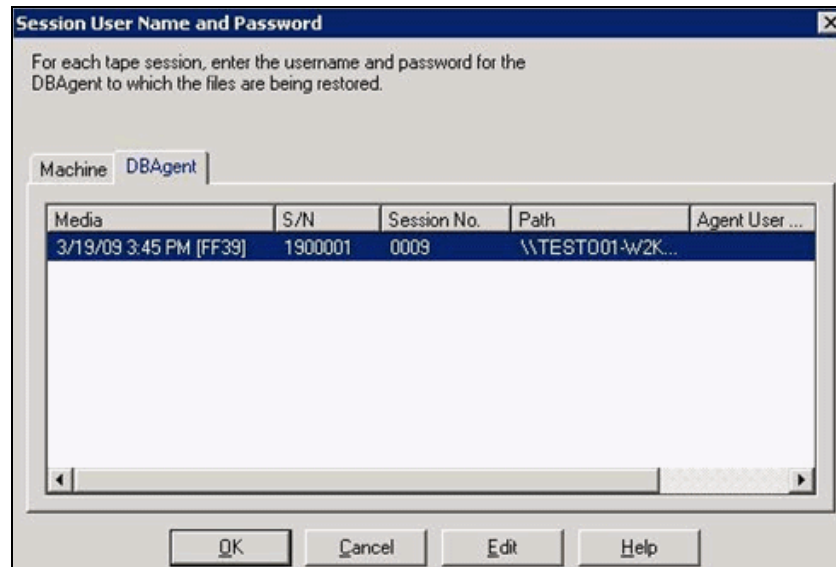 Session User Name and Password
For each tape session, enter the username and password for the
DBAgent to which the files are being restored.
Machine DBAgent
Media S/N Session No. Path Agent User ...
3/19/09 3:45 PM [FF39] 1900001 0009 \\TEST001-W2K...
OK Cancel Edit Help